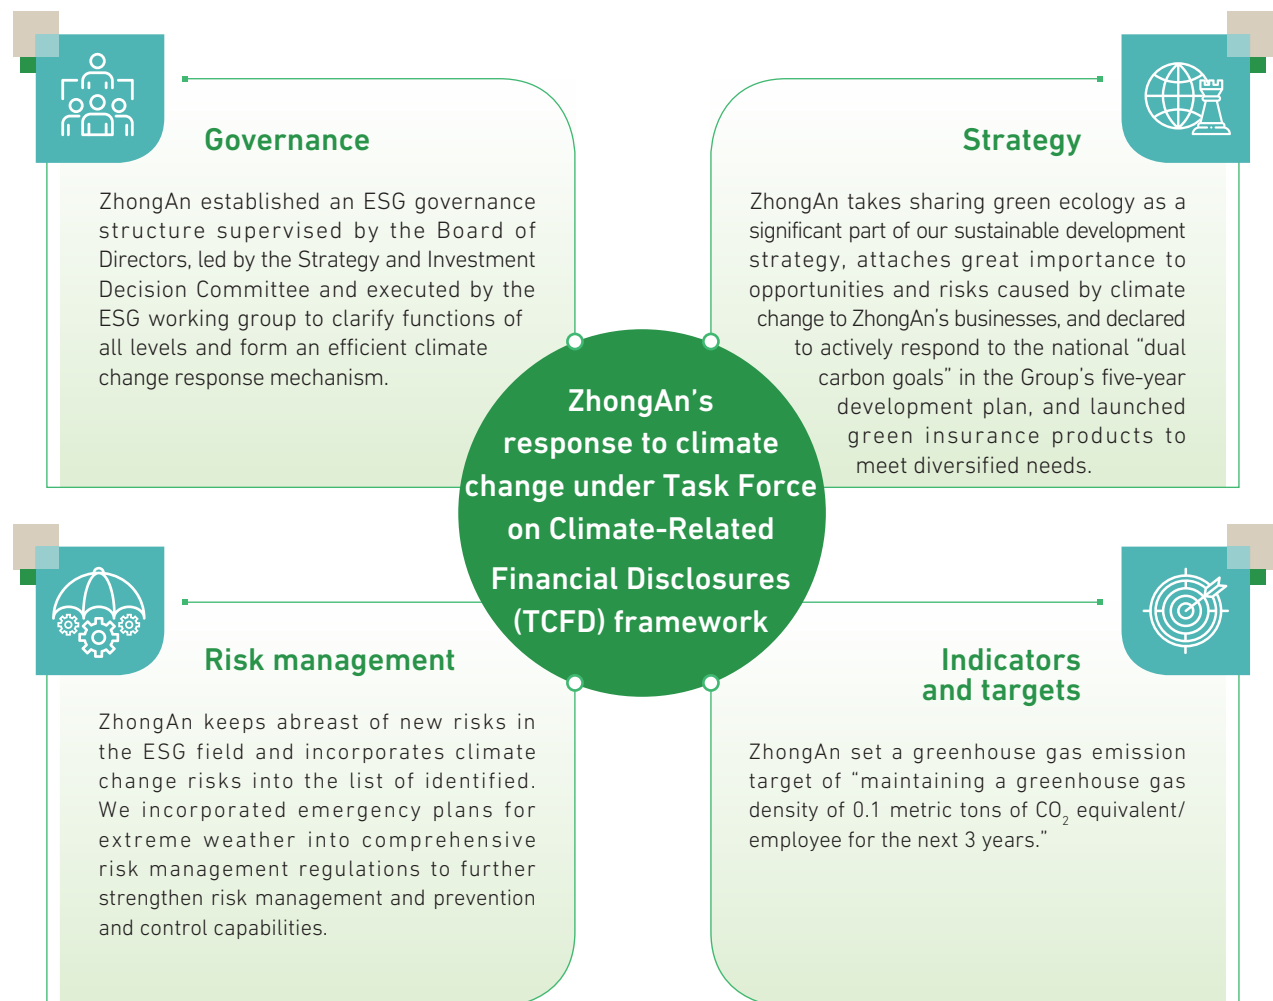 Governance
ZhongAn established an ESG governance
structure supervised by the Board of
Directors, led by the Strategy and Investment
Decision Committee and executed by the
ESG working group to clarify functions of
all levels and form an efficient climate
change response mechanism.
Strategy
ZhongAn takes sharing green ecology as a
significant part of our sustainable development
strategy, attaches great importance to
opportunities and risks caused by climate
change to ZhongAn's businesses, and declared
to actively respond to the national “dual
carbon goals” in the Group's five-year
development plan, and launched
green insurance products to
meet diversified needs.
ZhongAn's
response to climate
change under Task Force
on Climate-Related
Financial Disclosures
(TCFD) framework
Risk management
ZhongAn keeps abreast of new risks in
the ESG field and incorporates climate
change risks into the list of identified.
We incorporated emergency plans for
extreme weather into comprehensive
risk management regulations to further
strengthen risk management and prevention
and control capabilities.
Indicators
and targets
ZhongAn set a greenhouse gas emission
target of “maintaining a greenhouse gas
density of 0.1 metric tons of CO₂ equivalent/
employee for the next 3 years.”